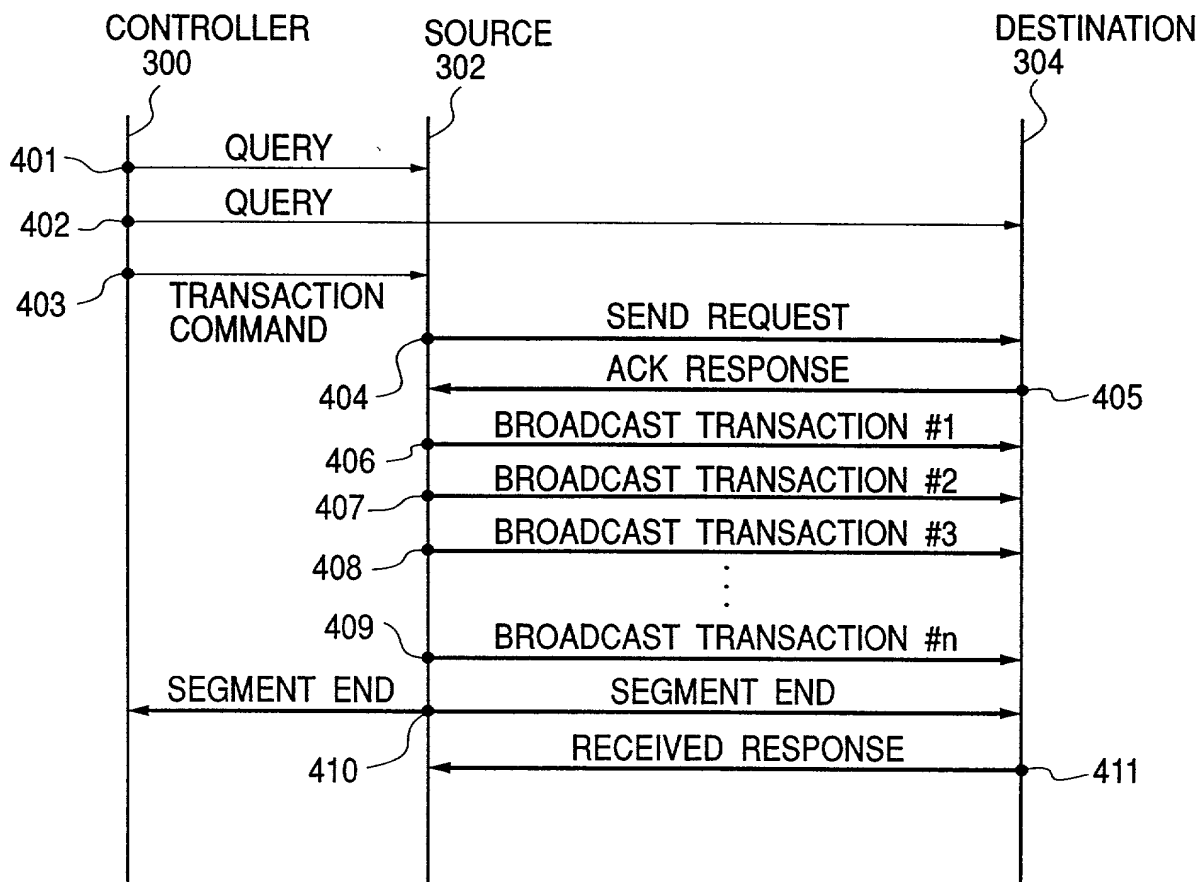 CONTROLLER
300
SOURCE
302
DESTINATION
304
401
QUERY
402
QUERY
403
TRANSACTION
COMMAND
404
SEND REQUEST
ACK RESPONSE
405
406
BROADCAST TRANSACTION #1
407
BROADCAST TRANSACTION #2
408
BROADCAST TRANSACTION #3
409
BROADCAST TRANSACTION #n
SEGMENT END
SEGMENT END
410
RECEIVED RESPONSE
411